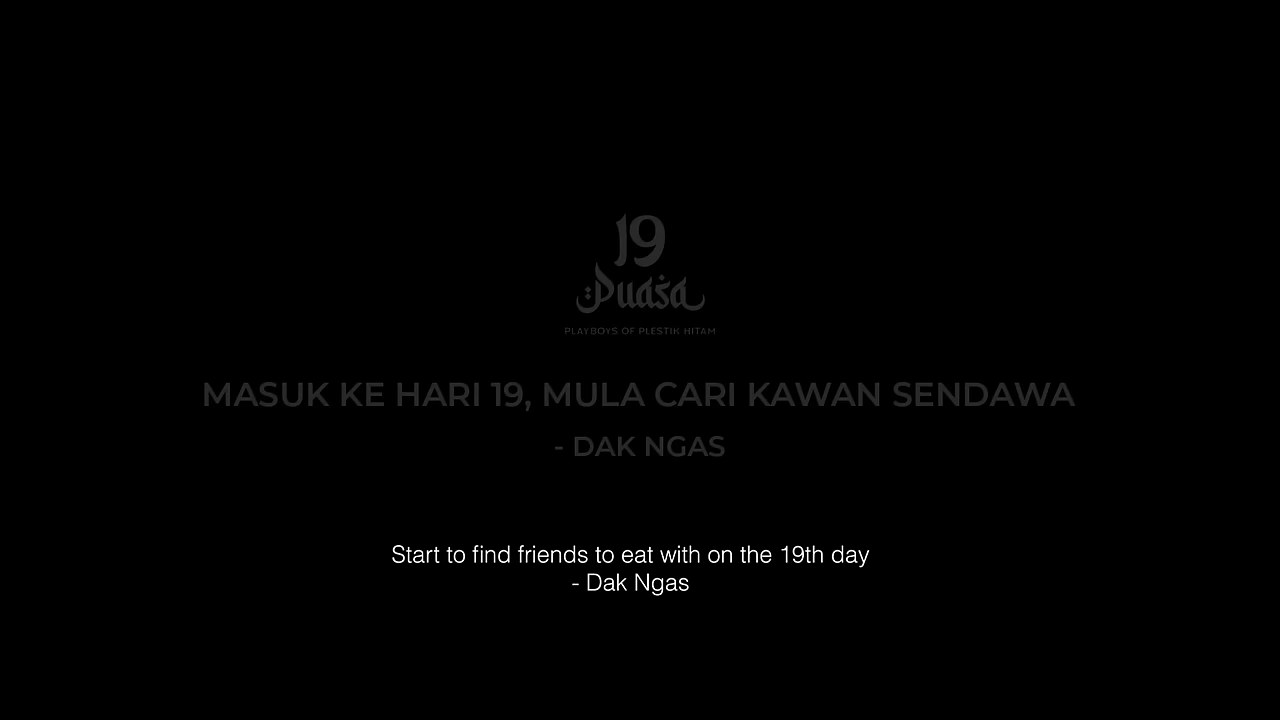 19
Puasa
PLAYBOYS OF PLESTIK HITAM
MASUK KE HARI 19, MULA CARI KAWAN SENDAWA
- DAK NGAS
Start to find friends to eat with on the 19th day
- Dak Ngas